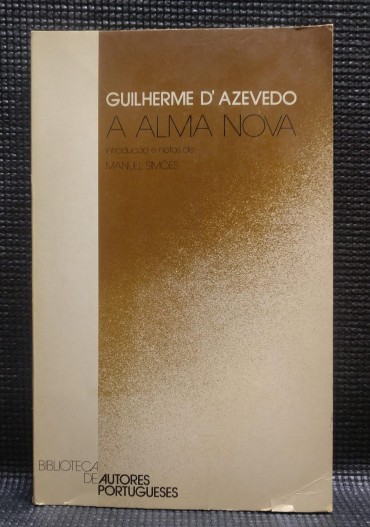 GUILHERME D'AZEVEDO
A ALMA NOVA
introdução e notas de
MANUEL SIMÕES
BIBLIOTECA
DE AUTORES
PORTUGUESES